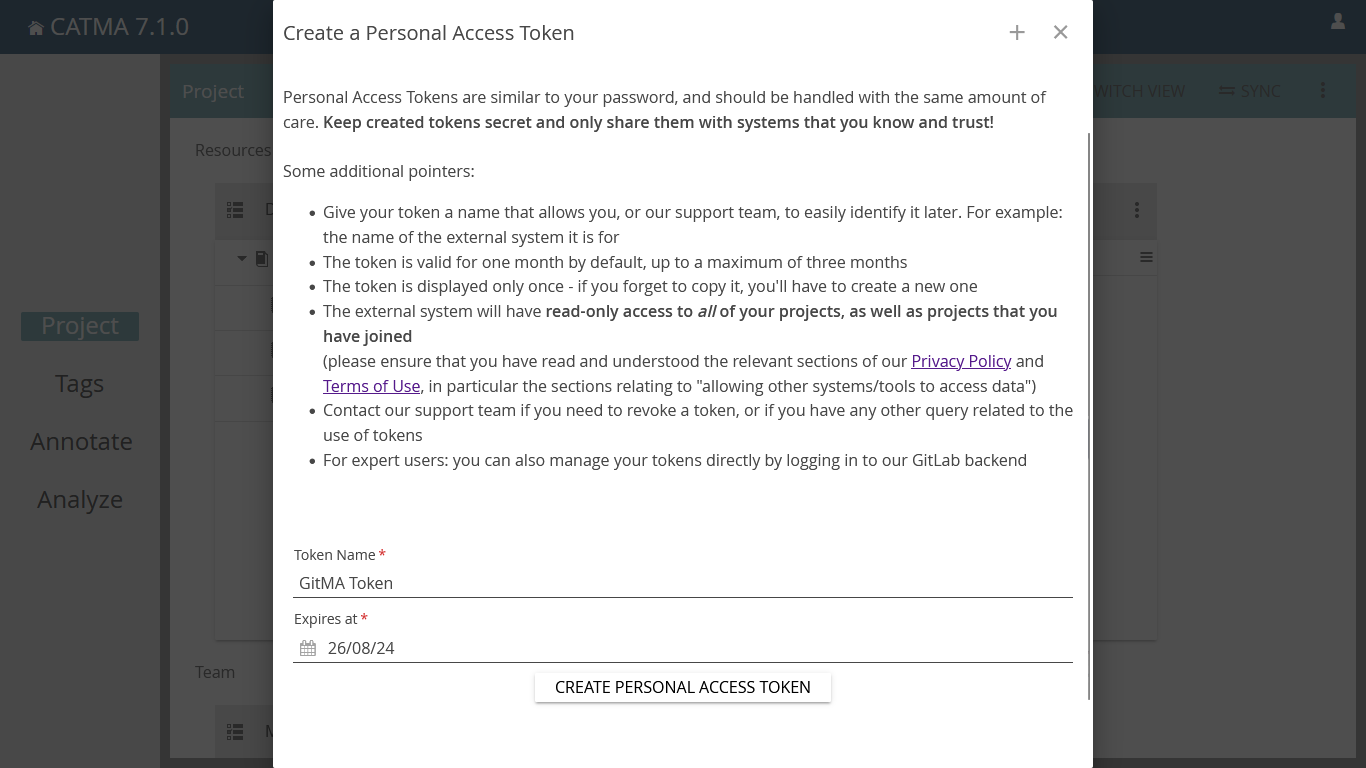 CATMA 7.1.0
Create a Personal Access Token
Project
WITCH VIEW
SYNC
Resources
Personal Access Tokens are similar to your password, and should be handled with the same amount of
care. Keep created tokens secret and only share them with systems that you know and trust!
Some additional pointers:
Give your token a name that allows you, or our support team, to easily identify it later. For example:
the name of the external system it is for
The token is valid for one month by default, up to a maximum of three months
The token is displayed only once - if you forget to copy it, you'll have to create a new one
The external system will have read-only access to all of your projects, as well as projects that you
have joined
(please ensure that you have read and understood the relevant sections of our Privacy Policy and
Terms of Use, in particular the sections relating to "allowing other systems/tools to access data")
Contact our support team if you need to revoke a token, or if you have any other query related to the
use of tokens
For expert users: you can also manage your tokens directly by logging in to our GitLab backend
Project
Tags
Annotate
Analyze
Token Name *
GitMA Token
Expires at *
26/08/24
CREATE PERSONAL ACCESS TOKEN
Team